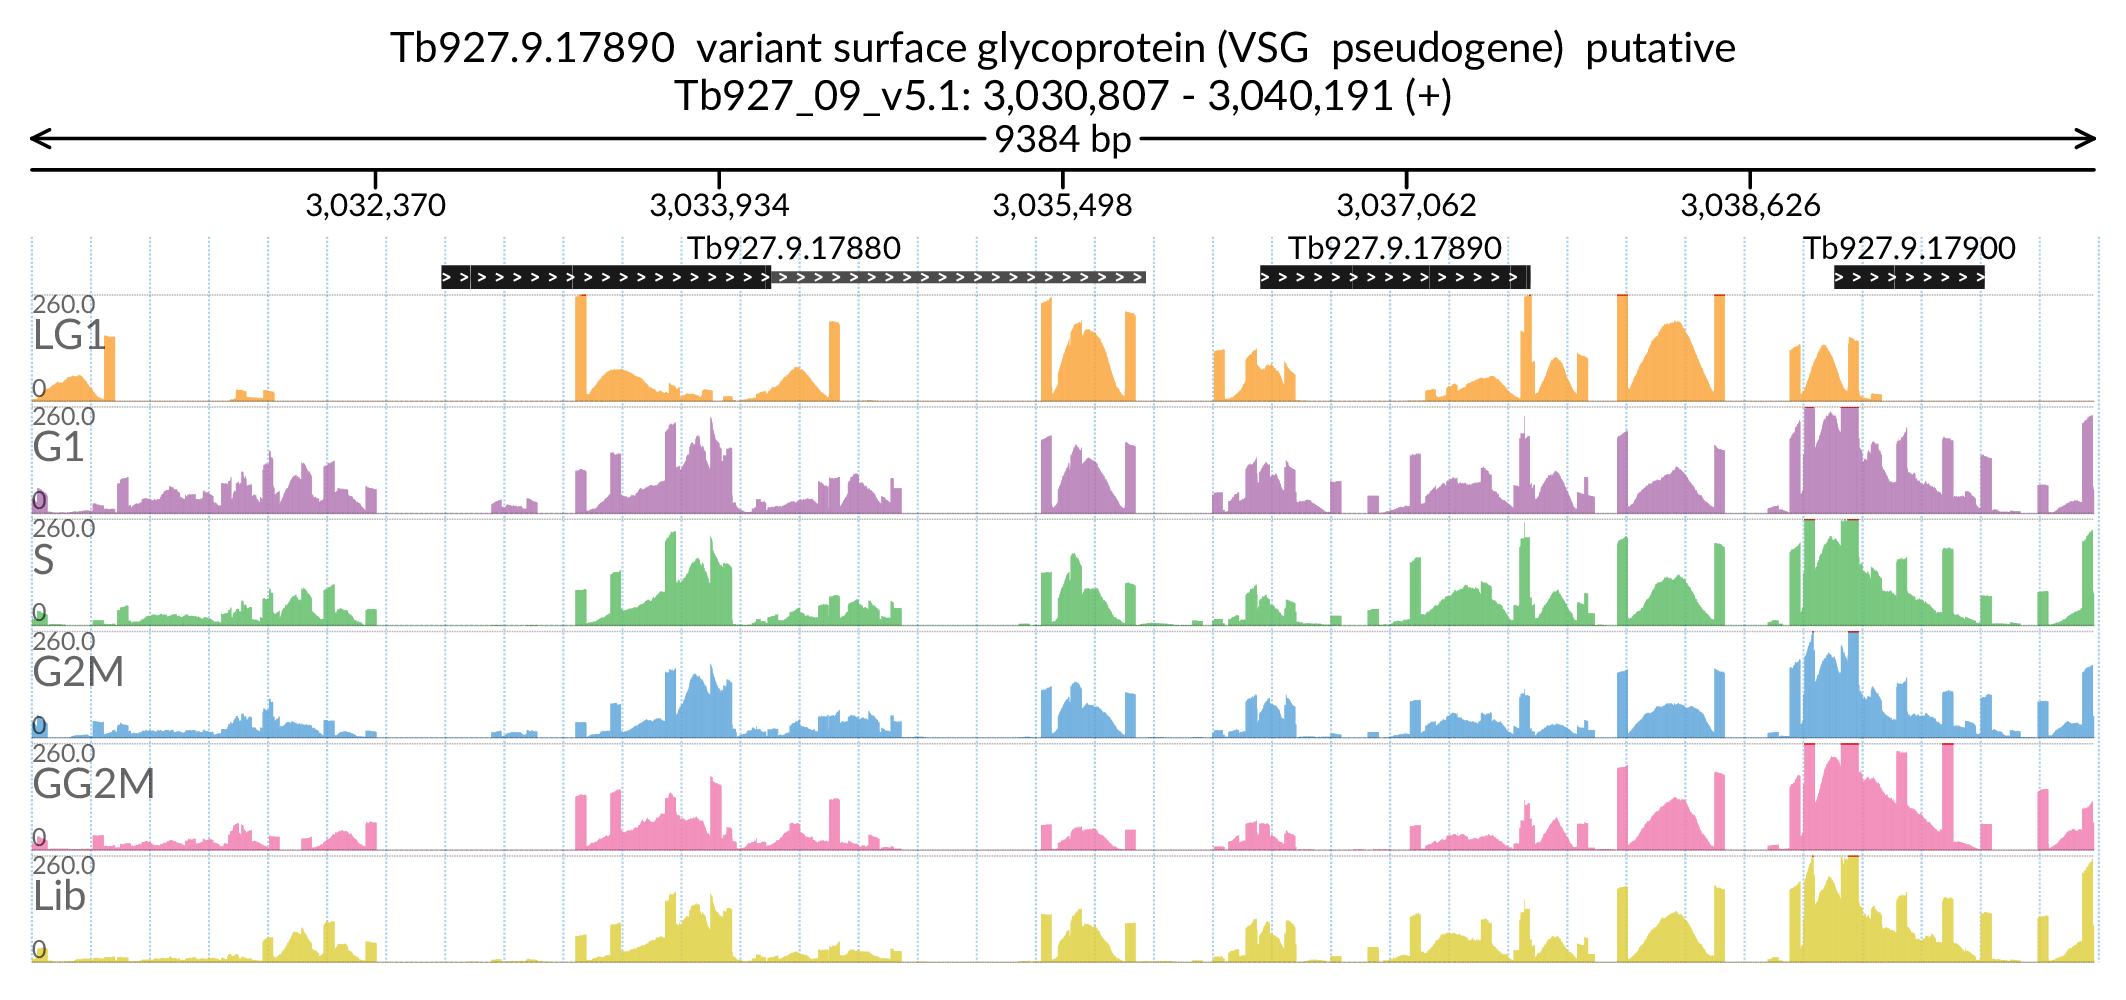 Tb927.9.17890  variant surface glycoprotein (VSG  pseudogene)  putative
Tb927_09_v5.1: 3,030,807 - 3,040,191 (+)
9384 bp
3,032,370 3,033,934 3,035,498 3,037,062 3,038,626
Tb927.9.17880 Tb927.9.17890 Tb927.9.17900
260.0
LG1
0
260.0
G1
0
260.0
S
0
260.0
G2M
0
260.0
GG2M
0
260.0
Lib
0